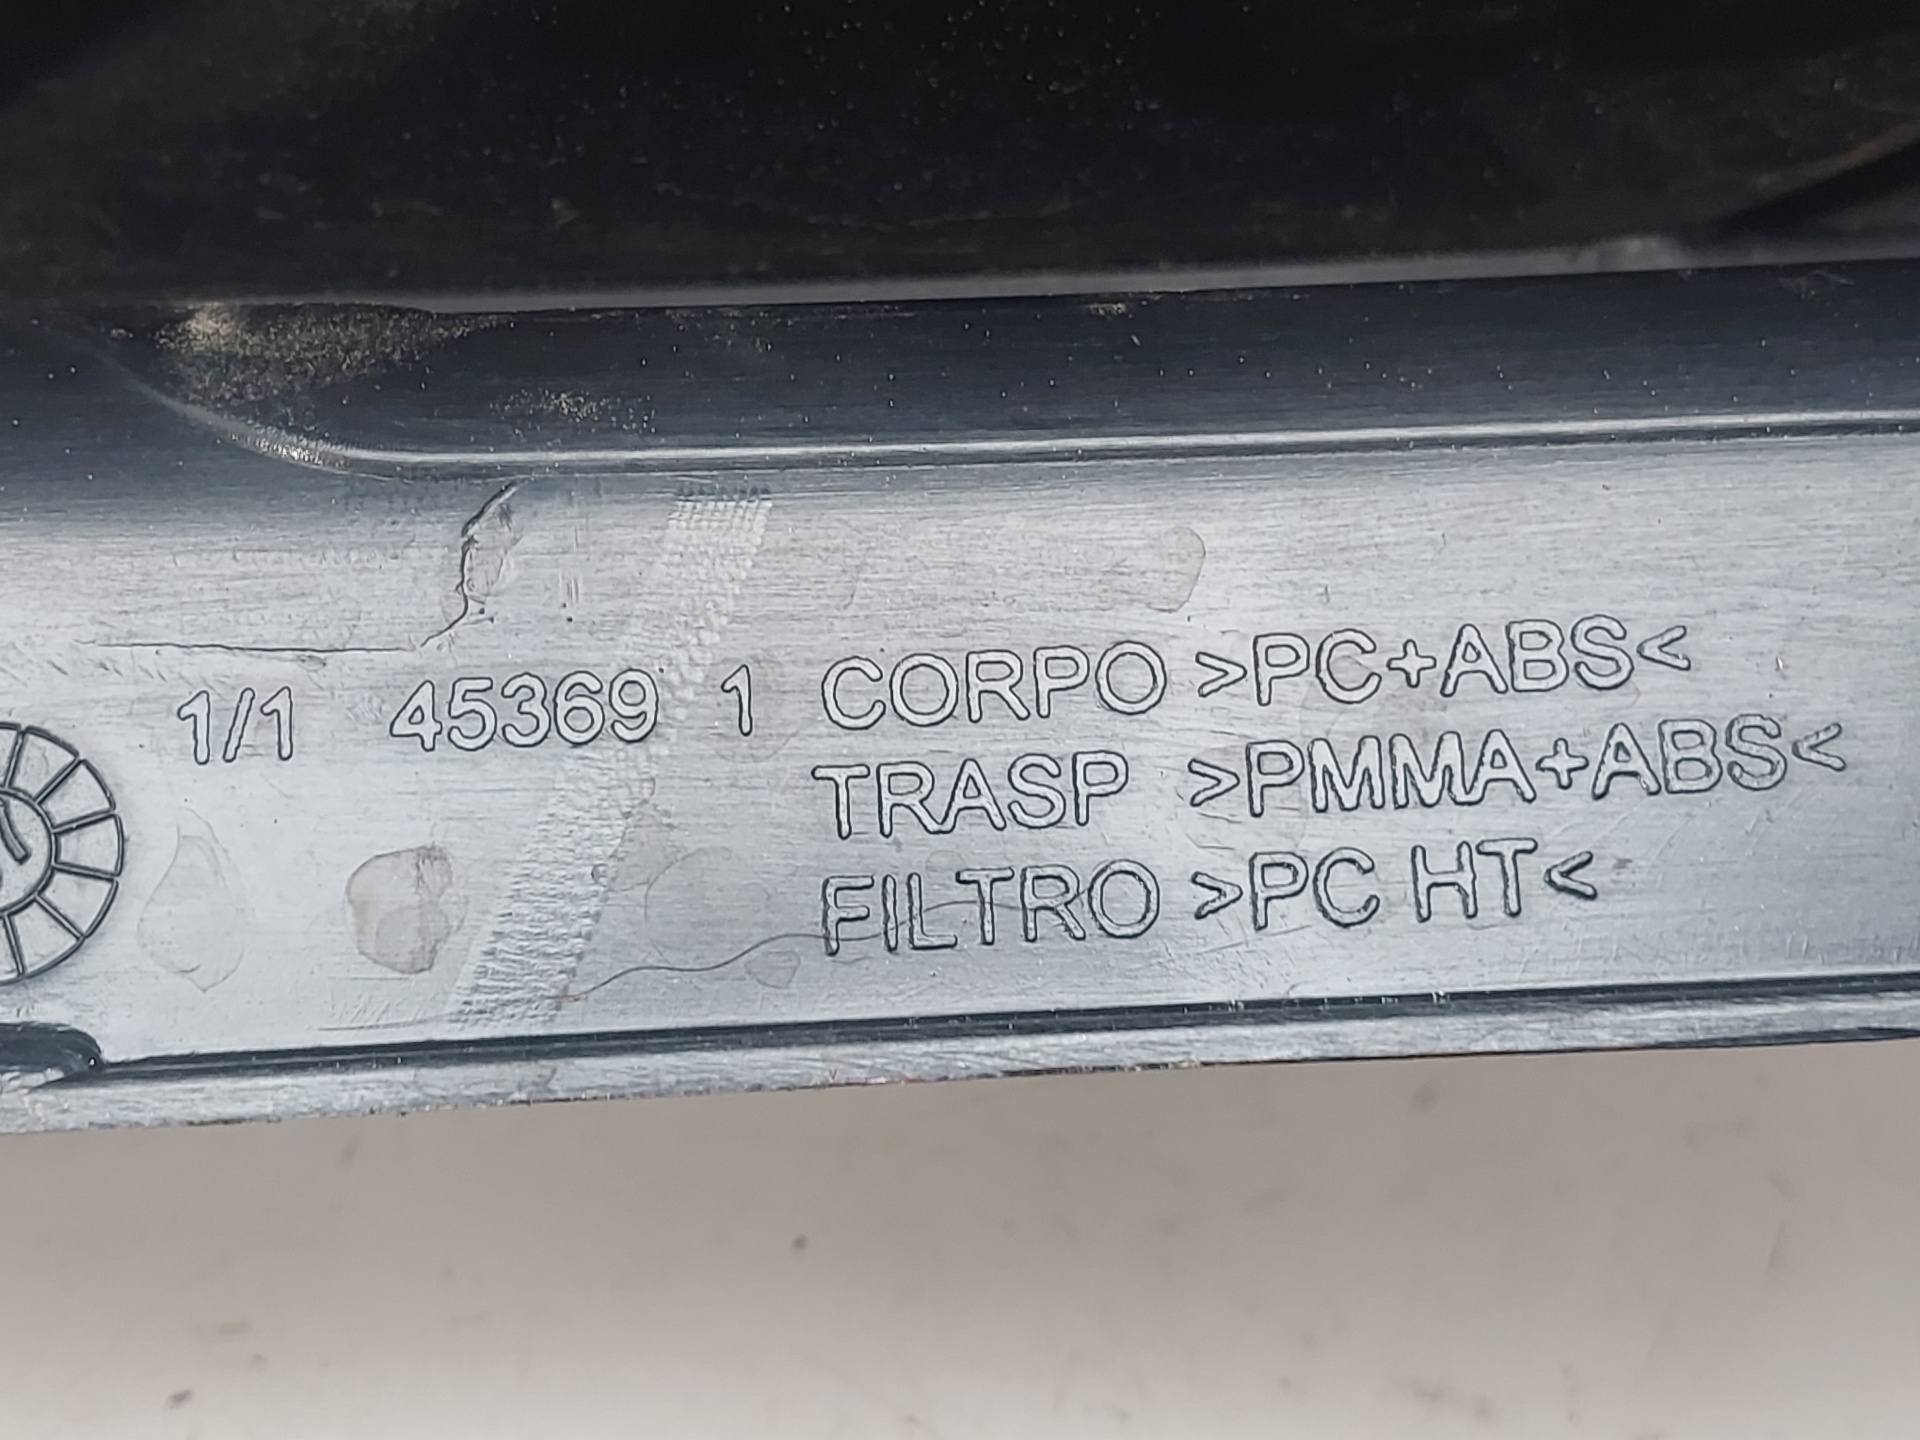 1/1 45369 1 CORPO >PC+ABS<
TRASP >PMMA+ABS<
FILTRO >PC HT<